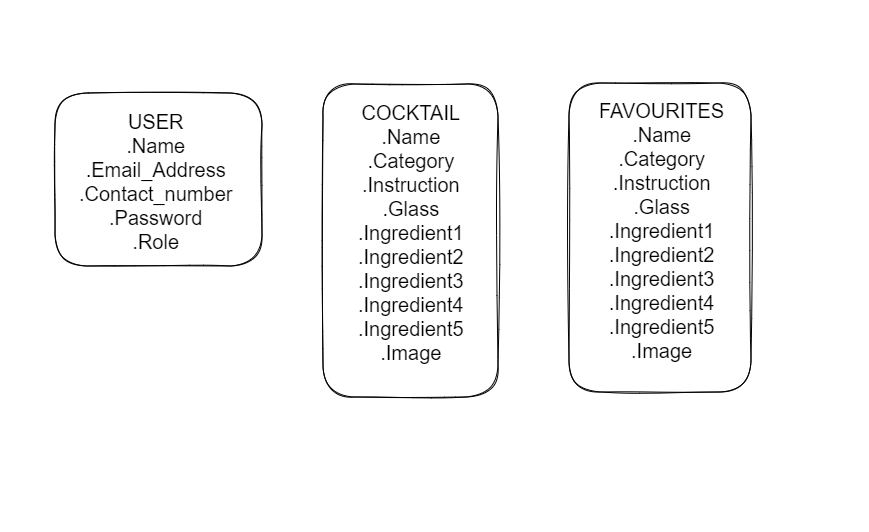 USER
.Name
.Email_Address
.Contact_number
.Password
.Role
COCKTAIL
.Name
.Category
.Instruction
.Glass
.Ingredient1
.Ingredient2
.Ingredient3
.Ingredient4
.Ingredient5
.Image
FAVOURITES
.Name
.Category
.Instruction
.Glass
.Ingredient1
.Ingredient2
.Ingredient3
.Ingredient4
.Ingredient5
.Image